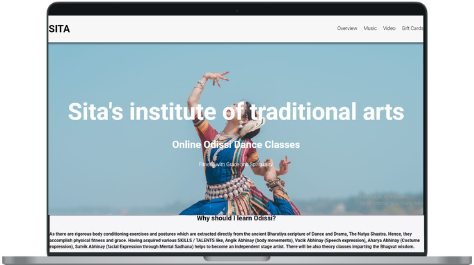 SITA
Overview Music Video Gift Cards
Sita's institute of traditional arts
Online Odissi Dance Classes
Why should I learn Odissi?
As there are rigorous body conditioning exercises and postures which are extracted directly from the ancient Bharatiya scripture of Dance and Drama, The Natya Shastra. Hence, they
accomplish physical fitness and grace. Having acquired various SKILLS / TALENTS like, Angik Abhinay (body movements), Vacik Abhinay (Speech expression), Aharya Abhinay (Costume
expression), Satvik Abhinay (facial Expression through Mental Sadhana) helps to become an independent stage artist. There will be also theory classes imparting the Bhagvat wisdom.